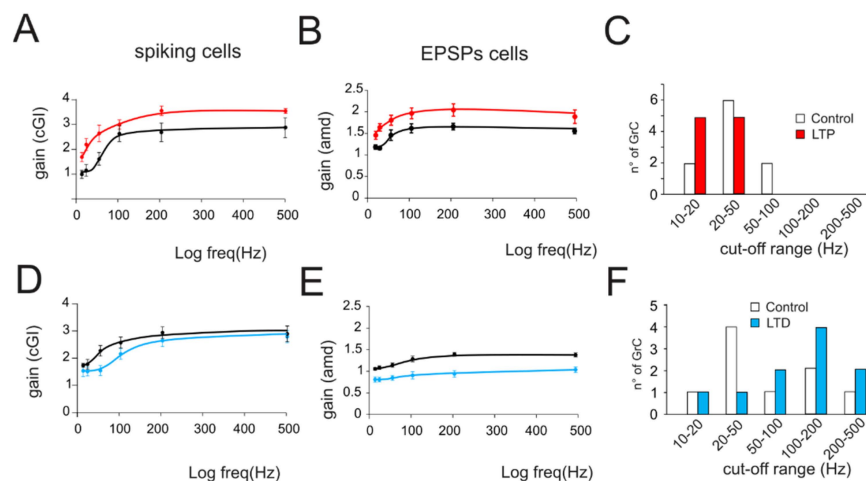 A
spiking cells
gain (cGI)
4
3
2
1
0
0 100 200 300 400 500
Log freq(Hz)
B
EPSPs cells
gain (amd)
2.5
2
1.5
1
0.5
0
0 100 200 300 400 500
Log freq(Hz)
C
n° of GrC
6
4
2
0
Control
LTP
10-20 20-50 50-100 100-200 200-500
cut-off range (Hz)
D
gain (cGI)
4
3
2
1
0
0 100 200 300 400 500
Log freq(Hz)
E
gain (amd)
2
1.5
1
0.5
0
0 100 200 300 400 500
Log freq(Hz)
F
n° of GrC
5
4
3
2
1
0
Control
LTD
10-20 20-50 50-100 100-200 200-500
cut-off range (Hz)